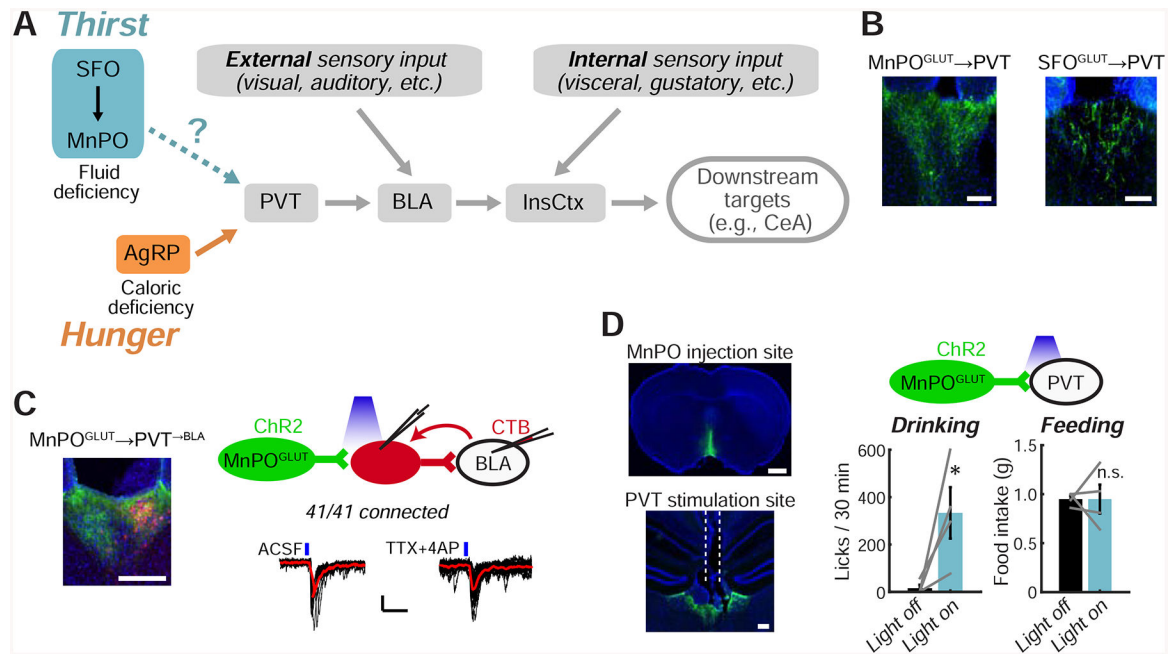 A
Thirst
SFO
MnPO
Fluid
deficiency
?
External sensory input
(visual, auditory, etc.)
Internal sensory input
(visceral, gustatory, etc.)
PVT
BLA
InsCtx
Downstream
targets
(e.g., CeA)
AgRP
Caloric
deficiency
Hunger
B
MnPOGLUT→PVT
SFOGLUT→PVT
C
MnPOGLUT→PVT→BLA
ChR2
MnPOGLUT
CTB
BLA
41/41 connected
ACSF
TTX+4AP
D
MnPO injection site
PVT stimulation site
ChR2
MnPOGLUT
PVT
Drinking
Licks / 30 min
600
400
200
0
*
Light off
Light on
Feeding
Food intake (g)
1.5
1.0
0.5
0
n.s.
Light off
Light on